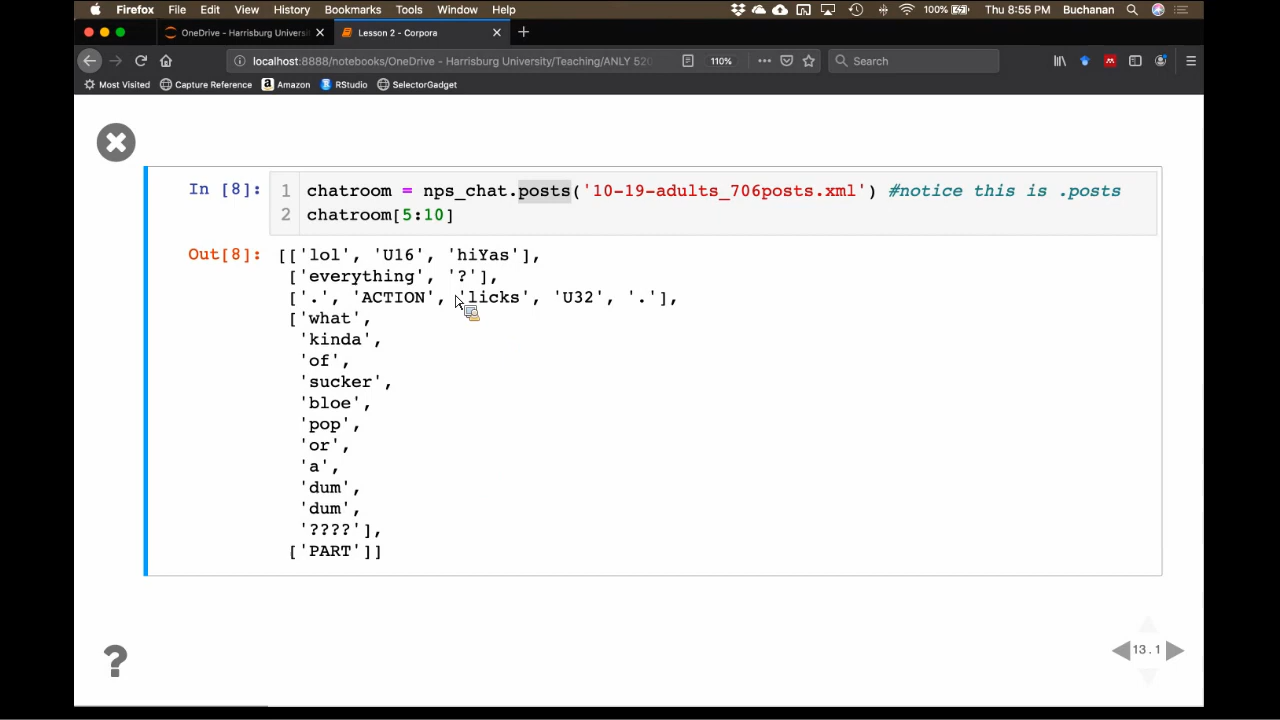 Firefox File Edit View History Bookmarks Tools Window Help 100% Thu 8:55 PM Buchanan
OneDrive - Harrisburg Universi Lesson 2 - Corpora
localhost:8888/notebooks/OneDrive - Harrisburg University/Teaching/ANLY 520 110% Search
Most Visited Capture Reference Amazon RStudio SelectorGadget
In [8]: 1 chatroom = nps_chat.posts('10-19-adults_706posts.xml') #notice this is .posts
2 chatroom[5:10]
Out[8]: [['lol', 'U16', 'hiYas'],
['everything', '?'],
['.', 'ACTION', 'licks', 'U32', '.'],
['what',
'kinda',
'of',
'sucker',
'bloe',
'pop',
'or',
'a',
'dum',
'dum',
'????'],
['PART']]
?
13.1